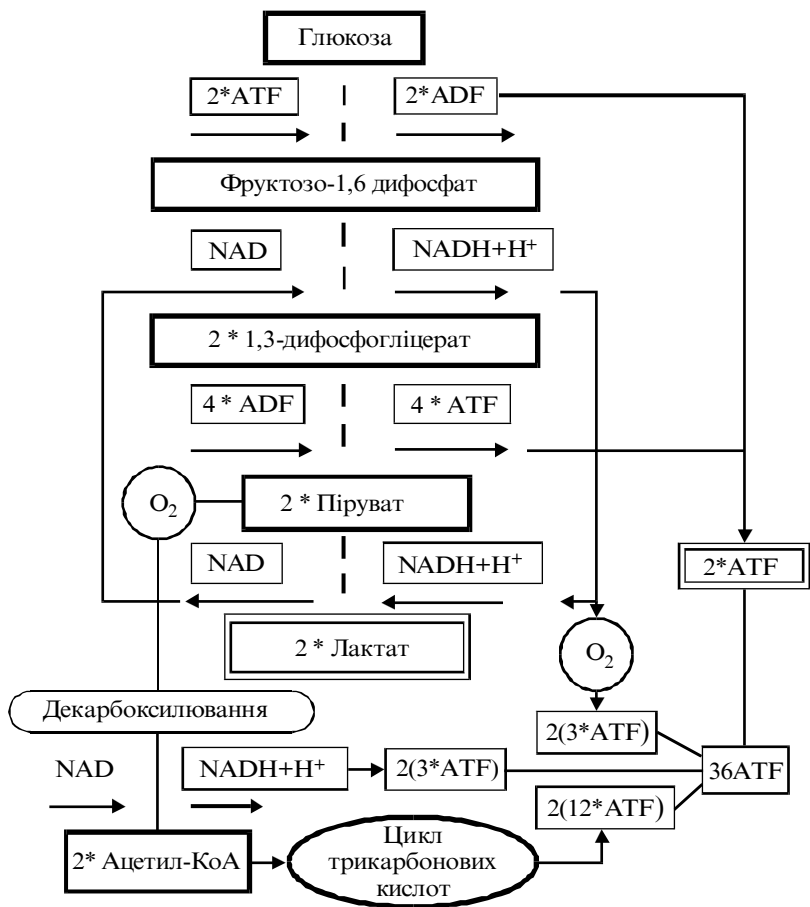 Глюкоза
2*ATF
2*ADF
Фруктозо-1,6 дифосфат
NAD
NADH+H⁺
2 * 1,3-дифосфогліцерат
4 * ADF
4 * ATF
O₂
2 * Піруват
NAD
NADH+H⁺
2*ATF
2 * Лактат
O₂
Декарбоксилювання
2(3*ATF)
NAD
NADH+H⁺
2(3*ATF)
36ATF
2(12*ATF)
2* Ацетил-КоА
Цикл
трикарбонових
кислот